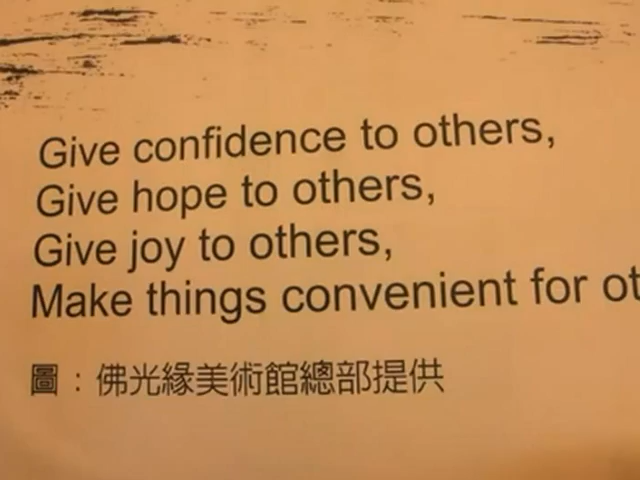 Give confidence to others,
Give hope to others,
Give joy to others,
Make things convenient for
圖：佛光緣美術館總部提供